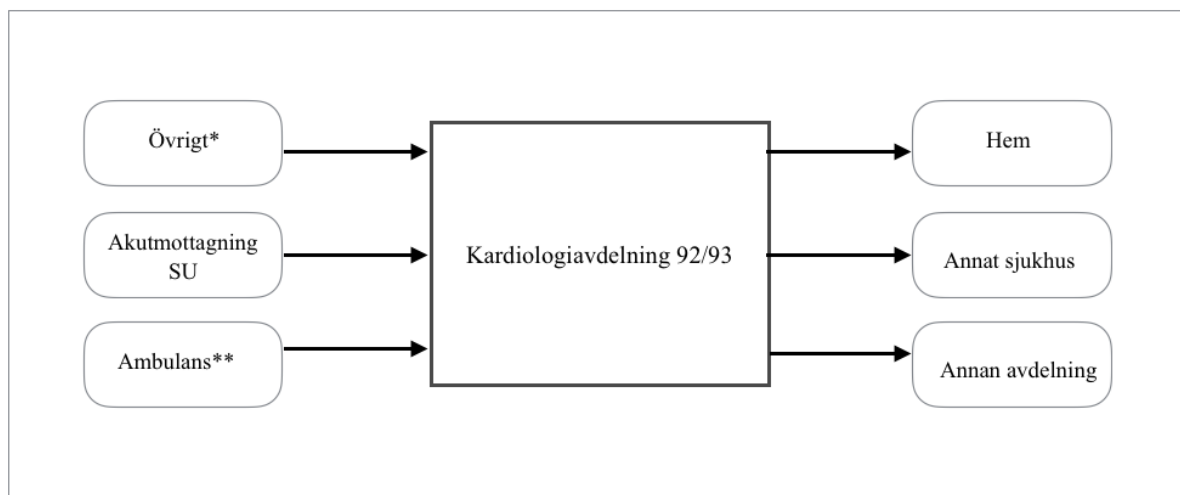 Övrigt*
Akutmottagning
SU
Ambulans**
Kardiologiavdelning 92/93
Hem
Annat sjukhus
Annan avdelning